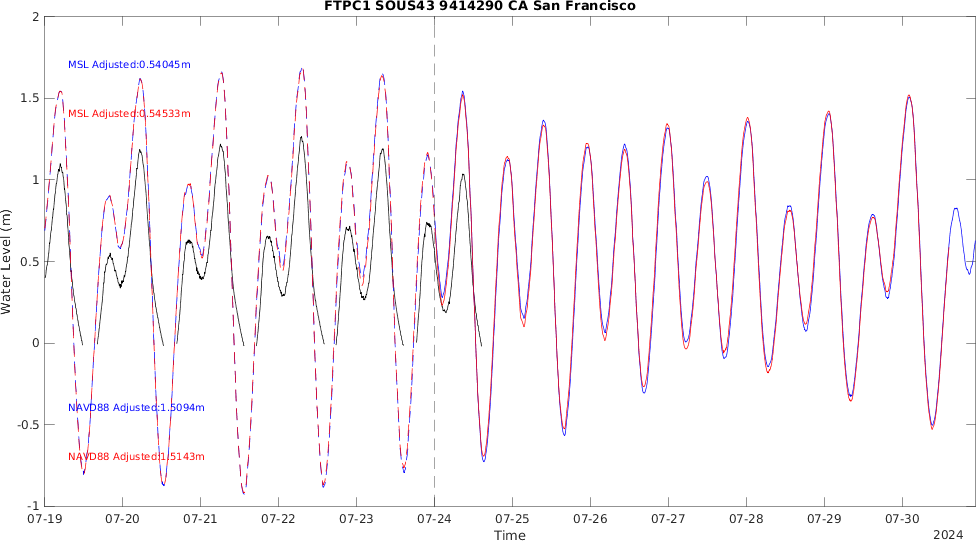 FTPC1 SOUS43 9414290 CA San Francisco
2
1.5
1
0.5
0
-0.5
-1
Water Level (m)
MSL Adjusted:0.54045m
MSL Adjusted:0.54533m
NAVD88 Adjusted:1.5094m
NAVD88 Adjusted:1.5143m
07-19 07-20 07-21 07-22 07-23 07-24 07-25 07-26 07-27 07-28 07-29 07-30
Time
2024